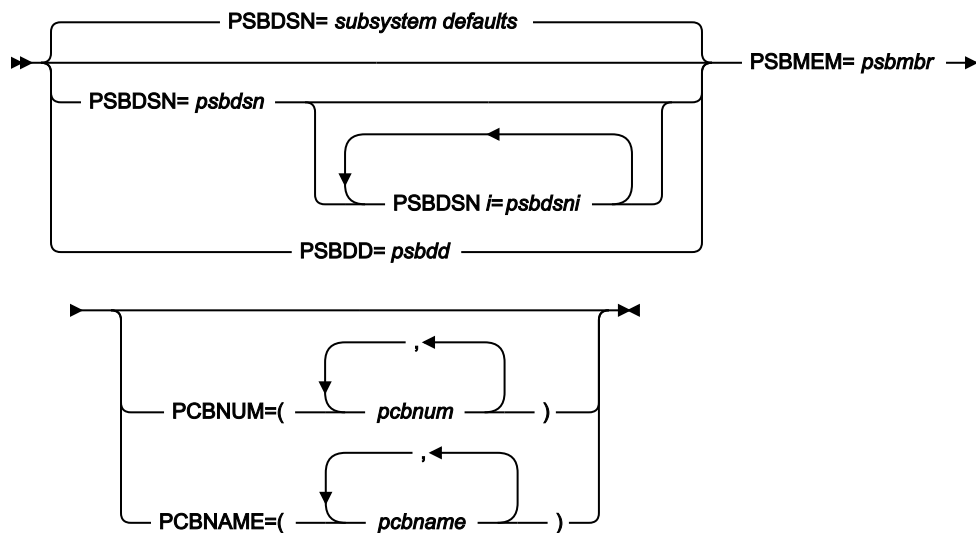 PSBDSN= subsystem defaults
PSBMEM= psbmbr
PSBDSN= psbdsn
PSBDSN i=psbdsni
PSBDD= psbdd
,
PCBNUM=( pcbnum )
,
PCBNAME=( pcbname )